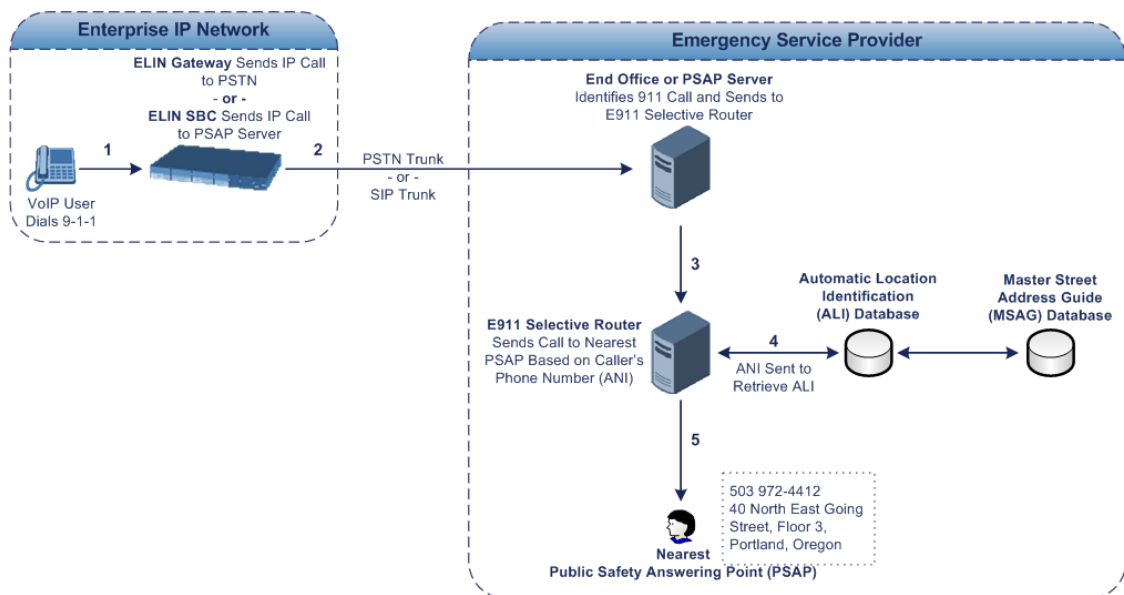 Enterprise IP Network
ELIN Gateway Sends IP Call
to PSTN
- or -
ELIN SBC Sends IP Call
to PSAP Server
1
2
VoIP User
Dials 9-1-1
PSTN Trunk
- or -
SIP Trunk
Emergency Service Provider
End Office or PSAP Server
Identifies 911 Call and Sends to
E911 Selective Router
3
E911 Selective Router
Sends Call to Nearest
PSAP Based on Caller's
Phone Number (ANI)
4
ANI Sent to
Retrieve ALI
Automatic Location
Identification
(ALI) Database
Master Street
Address Guide
(MSAG) Database
5
503 972-4412
40 North East Going
Street, Floor 3,
Portland, Oregon
Nearest
Public Safety Answering Point (PSAP)